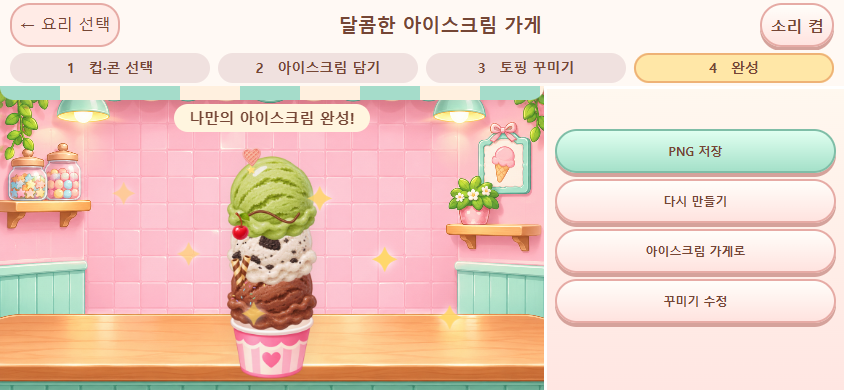 ← 요리 선택
달콤한 아이스크림 가게
소리 켬
1 컵·콘 선택
2 아이스크림 담기
3 토핑 꾸미기
4 완성
나만의 아이스크림 완성!
PNG 저장
다시 만들기
아이스크림 가게로
꾸미기 수정